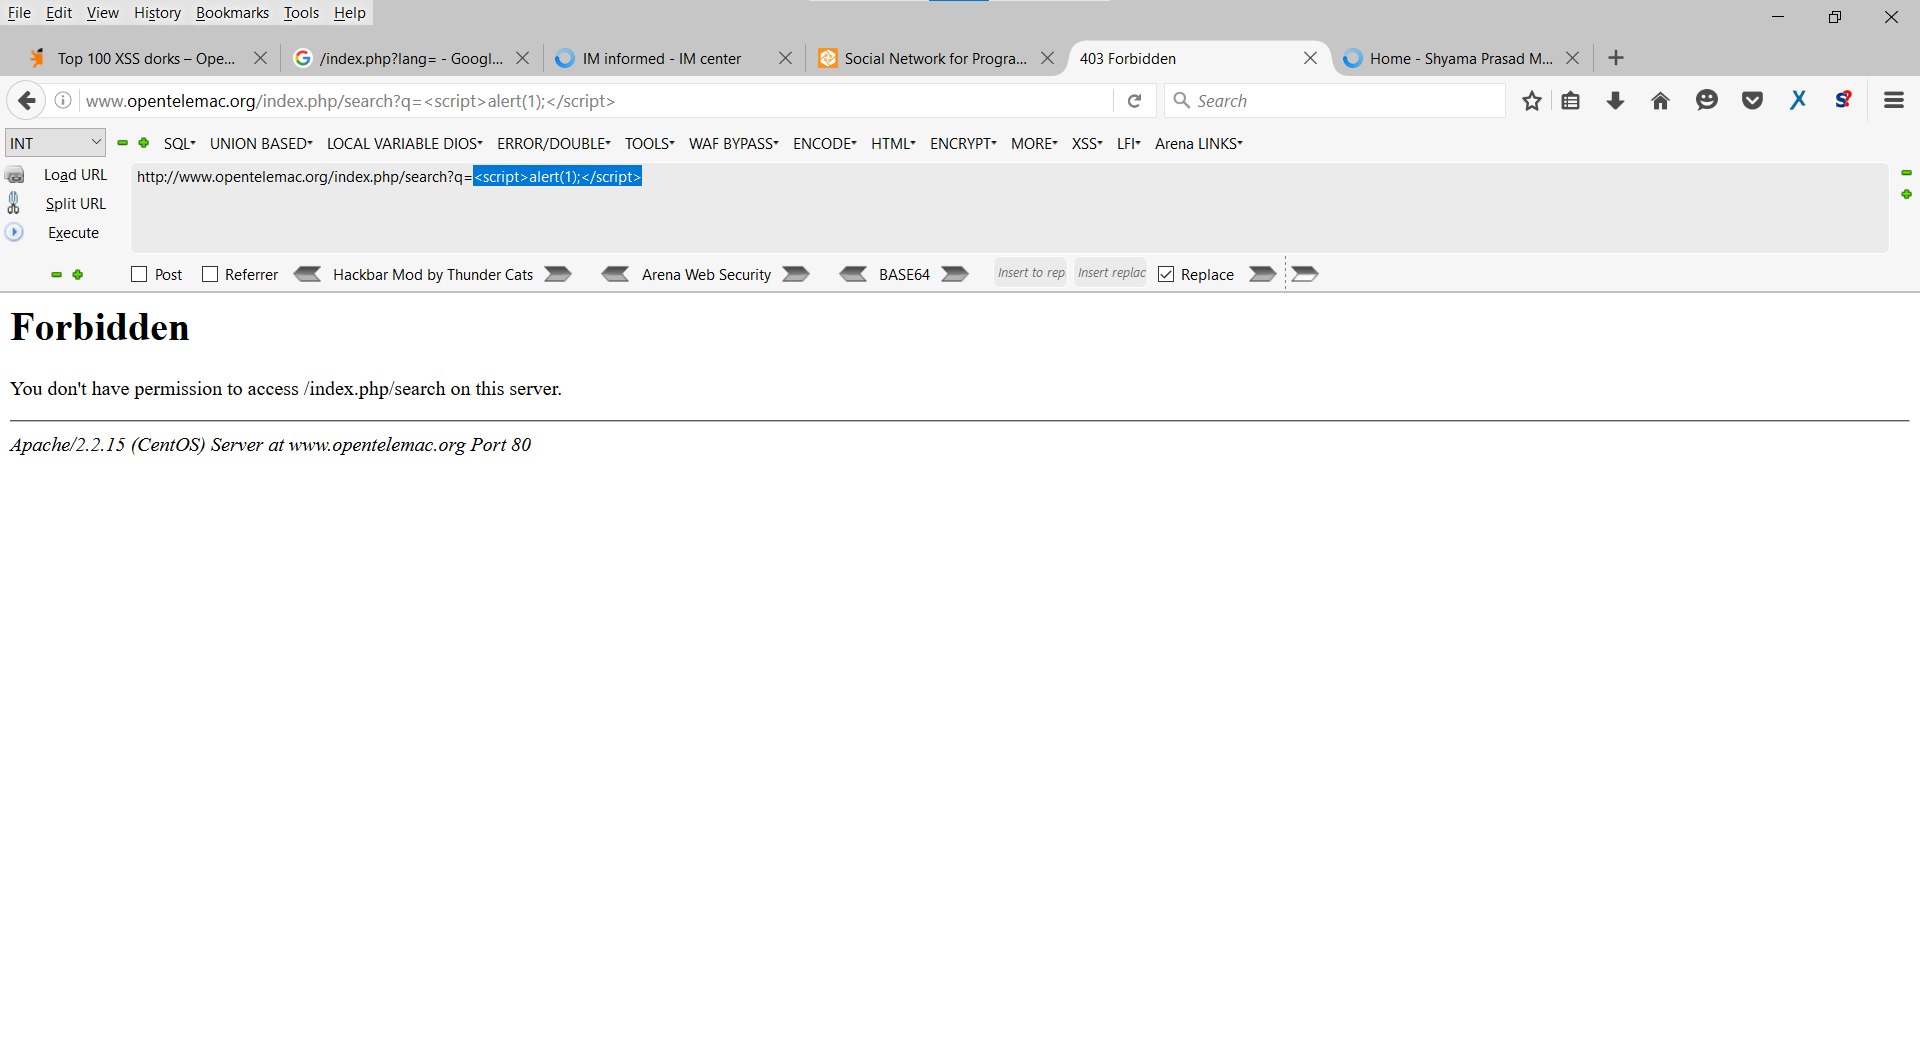 File Edit View History Bookmarks Tools Help
Top 100 XSS dorks – Ope... /index.php?lang= - Googl... IM informed - IM center Social Network for Progra... 403 Forbidden Home - Shyama Prasad M...
www.opentelemac.org/index.php/search?q=<script>alert(1);</script> Search
INT SQL UNION BASED LOCAL VARIABLE DIOS ERROR/DOUBLE TOOLS WAF BYPASS ENCODE HTML ENCRYPT MORE XSS LFI Arena LINKS
Load URL http://www.opentelemac.org/index.php/search?q=<script>alert(1);</script>
Split URL
Execute
Post Referrer Hackbar Mod by Thunder Cats Arena Web Security BASE64 Insert to rep Insert replac Replace
Forbidden
You don't have permission to access /index.php/search on this server.
Apache/2.2.15 (CentOS) Server at www.opentelemac.org Port 80